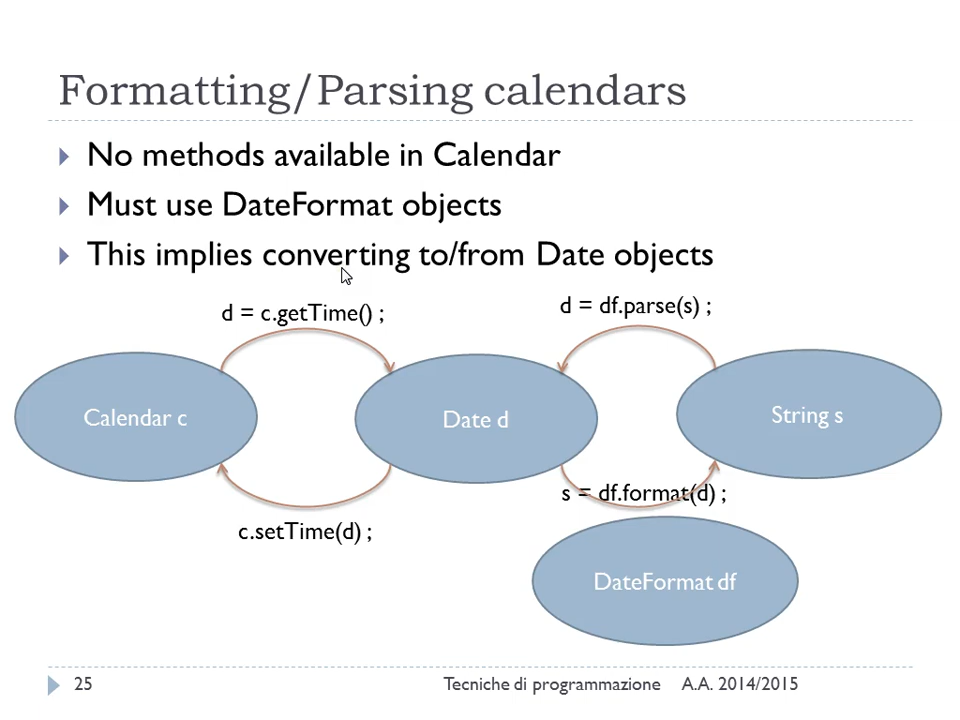 Formatting/Parsing calendars
No methods available in Calendar
Must use DateFormat objects
This implies converting to/from Date objects
d = c.getTime() ;
d = df.parse(s) ;
Calendar c
Date d
String s
s = df.format(d) ;
c.setTime(d) ;
DateFormat df
25
Tecniche di programmazione A.A. 2014/2015